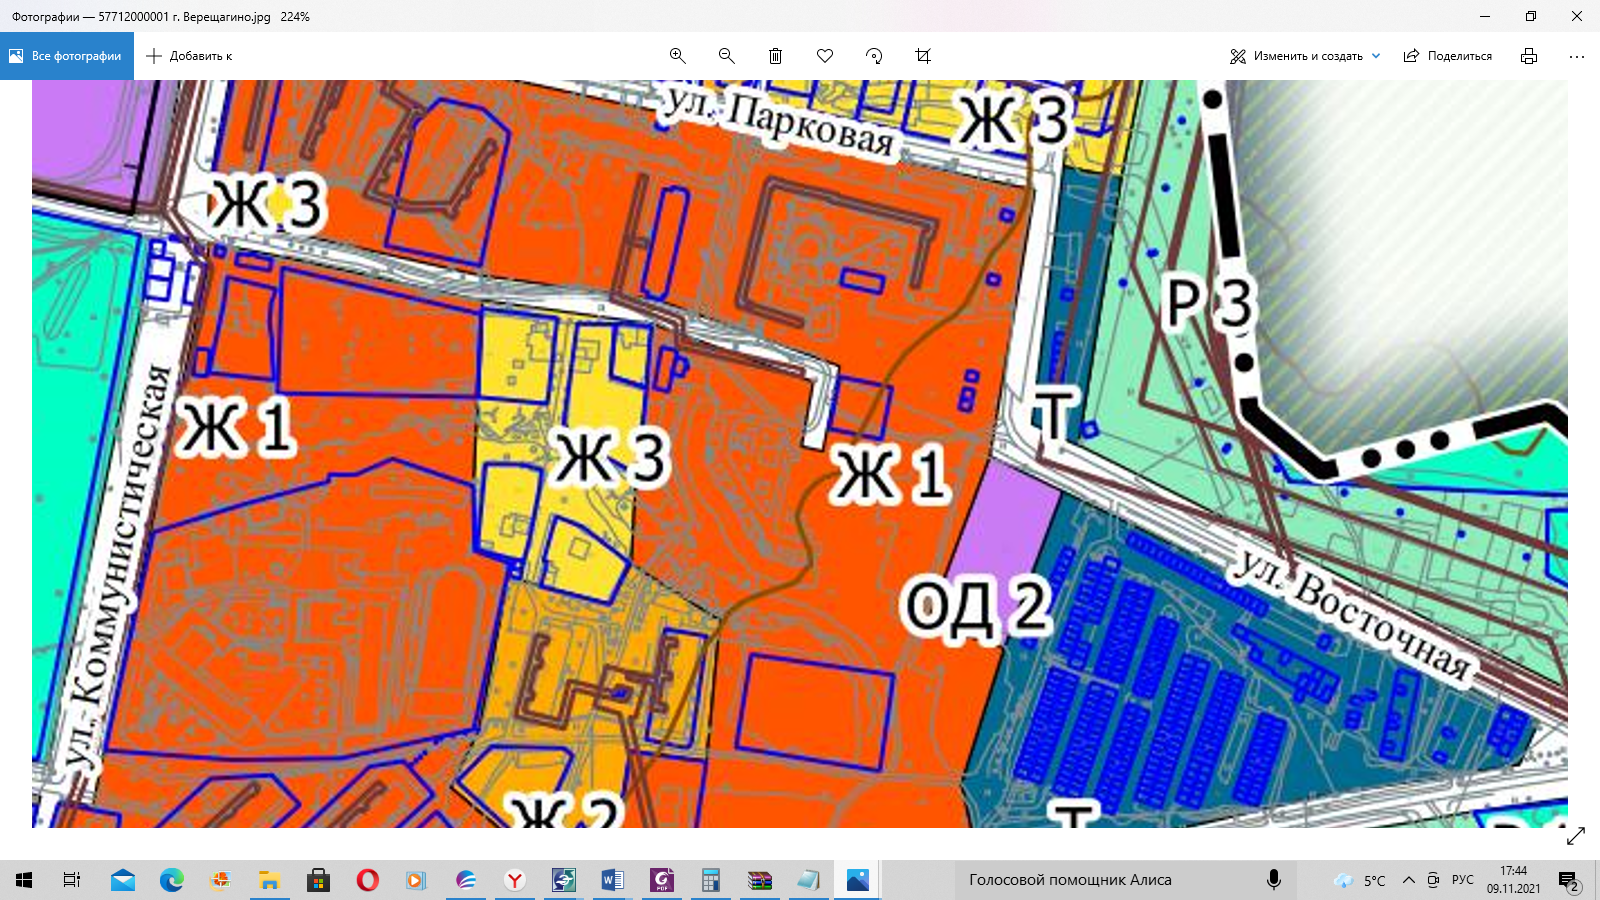 Фотографии — 57712000001 г. Верещагино.jpg 224%
Все фотографии
Добавить к
Изменить и создать
Поделиться
ул. Парковая
Ж 3
Ж 3
Р 3
Т
Ж 1
Ж 3
Ж 1
ул. Коммунистическая
ОД 2
ул. Восточная
Ж 2
Т
Голосовой помощник Алиса
5°C
РУС
17:44
09.11.2021
2